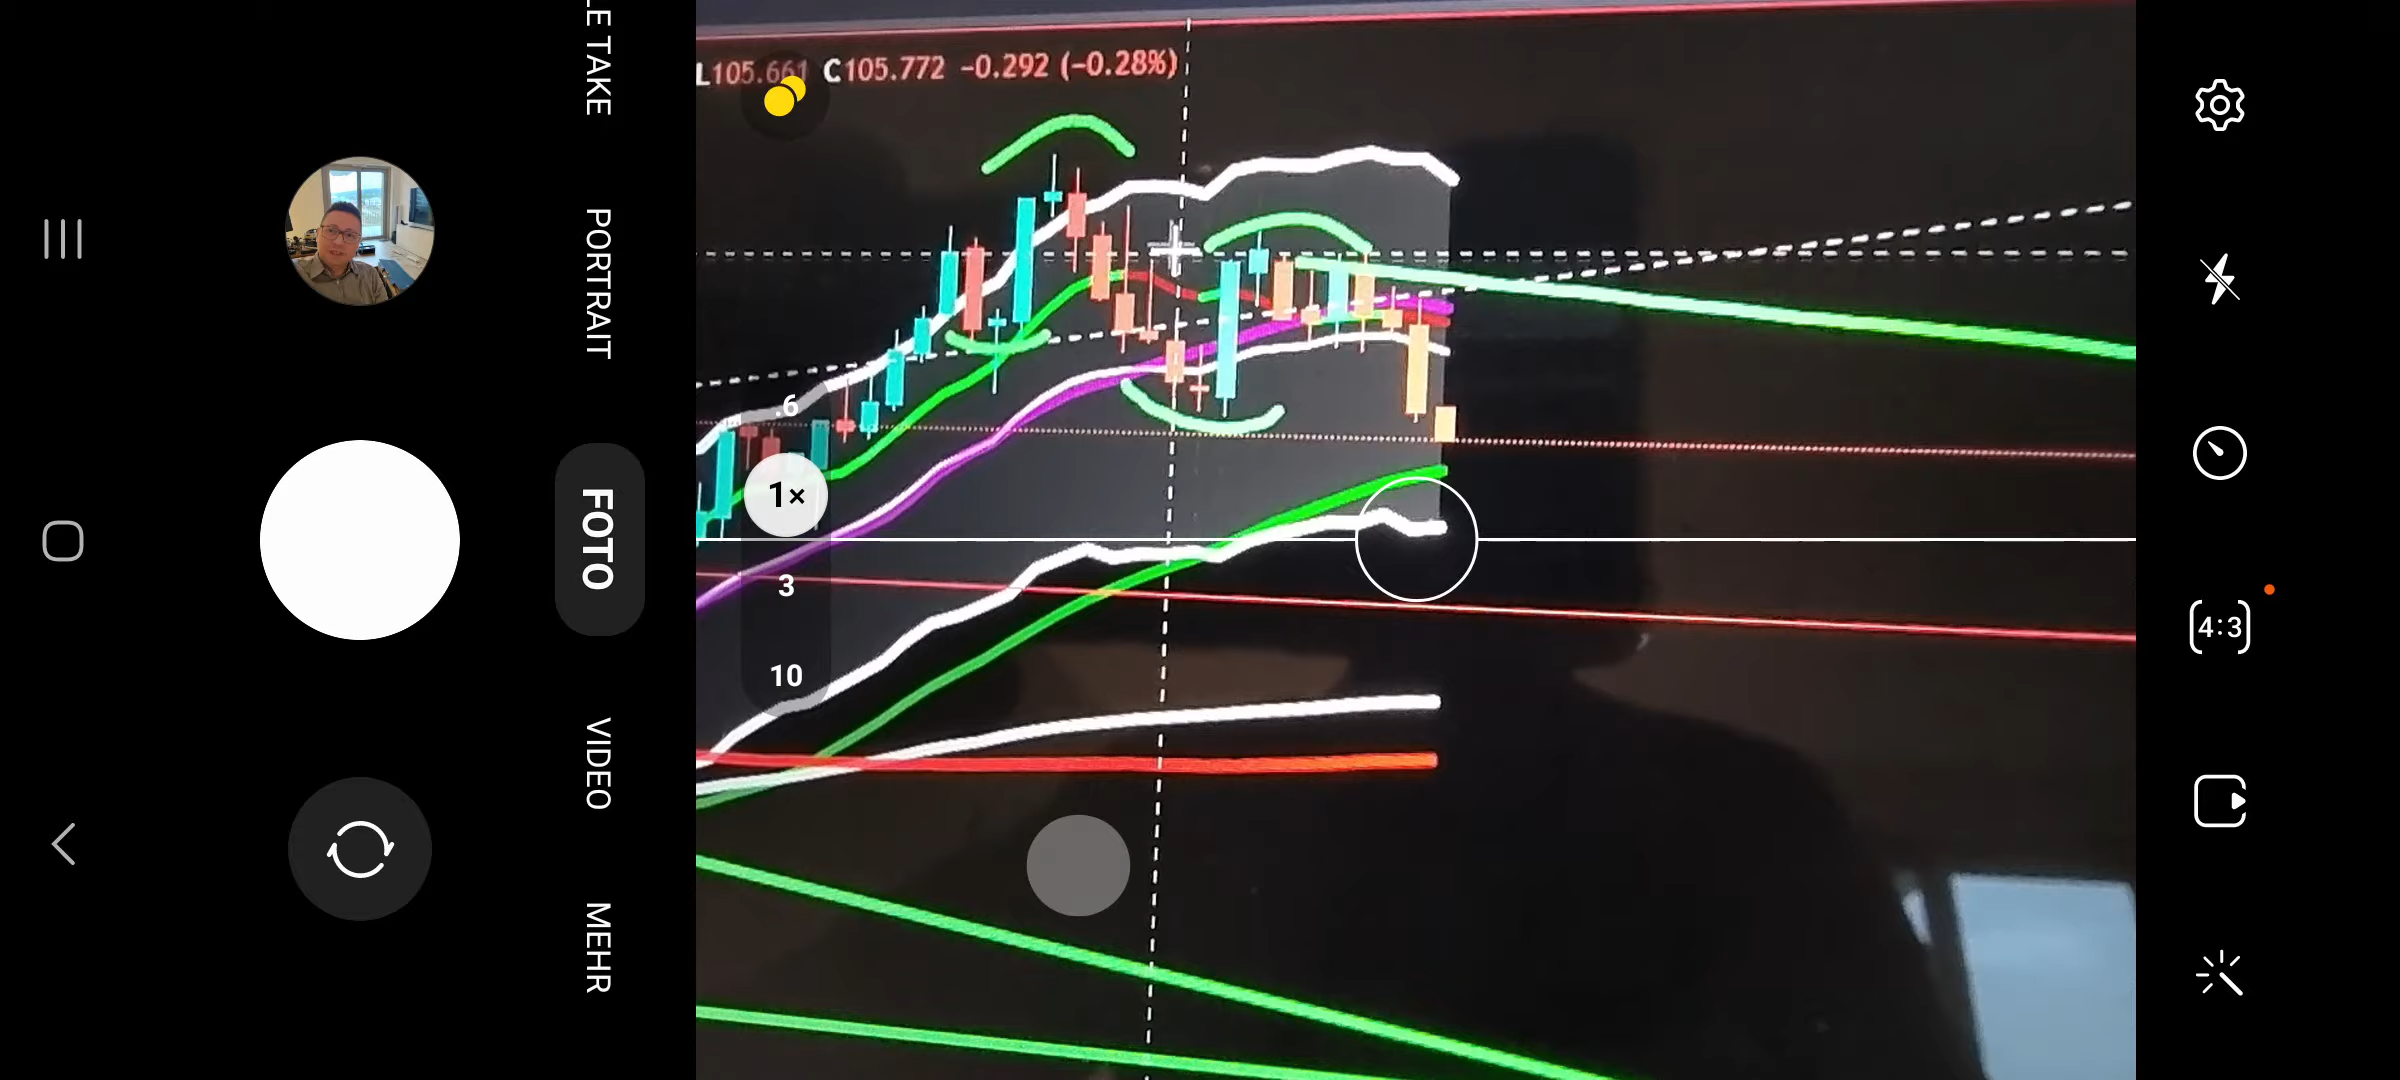 L105.661 C105.772 −0.292 (−0.28%)
LE TAKE
PORTRAIT
FOTO
VIDEO
MEHR
.6
1×
3
10
4:3